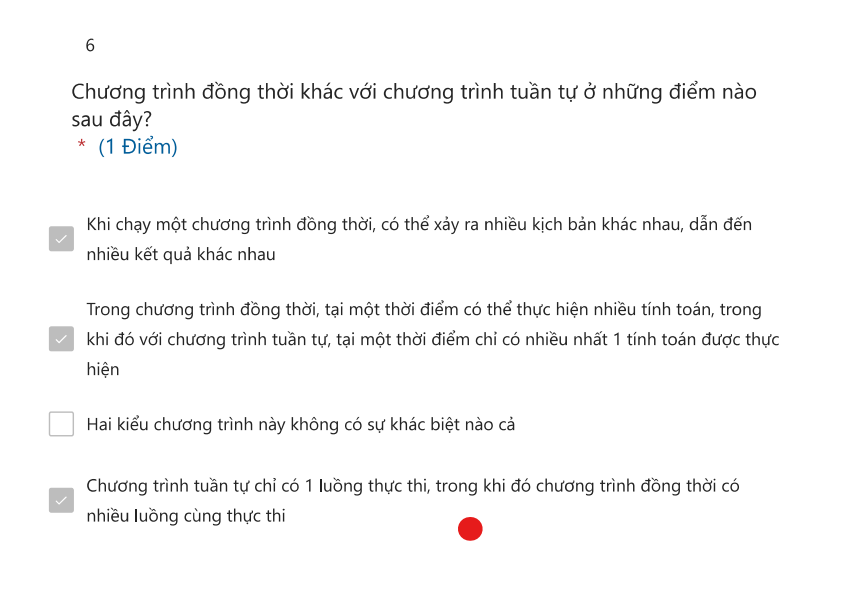 6
Chương trình đồng thời khác với chương trình tuần tự ở những điểm nào
sau đây?
* (1 Điểm)
Khi chạy một chương trình đồng thời, có thể xảy ra nhiều kịch bản khác nhau, dẫn đến
nhiều kết quả khác nhau
Trong chương trình đồng thời, tại một thời điểm có thể thực hiện nhiều tính toán, trong
khi đó với chương trình tuần tự, tại một thời điểm chỉ có nhiều nhất 1 tính toán được thực
hiện
Hai kiểu chương trình này không có sự khác biệt nào cả
Chương trình tuần tự chỉ có 1 luồng thực thi, trong khi đó chương trình đồng thời có
nhiều luồng cùng thực thi